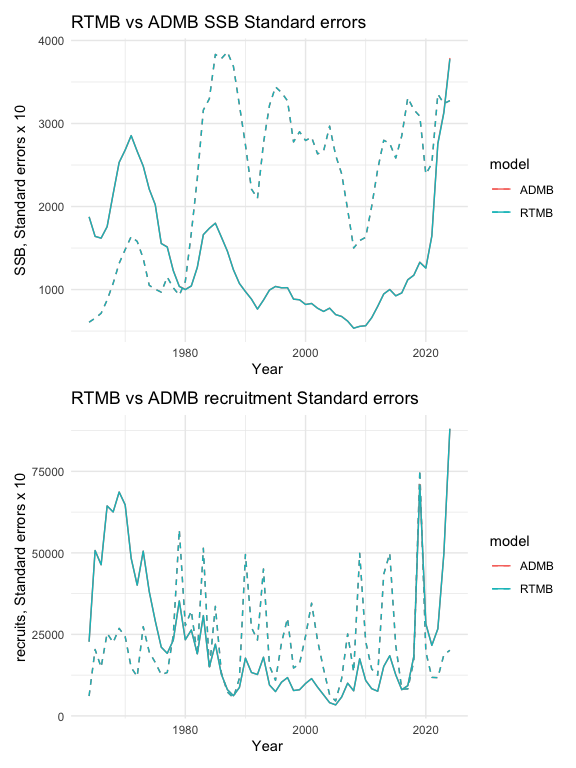 RTMB vs ADMB SSB Standard errors
4000
3000
2000
1000
SSB, Standard errors x 10
1980
2000
2020
Year
model
ADMB
RTMB
RTMB vs ADMB recruitment Standard errors
75000
50000
25000
0
recruits, Standard errors x 10
1980
2000
2020
Year
model
ADMB
RTMB